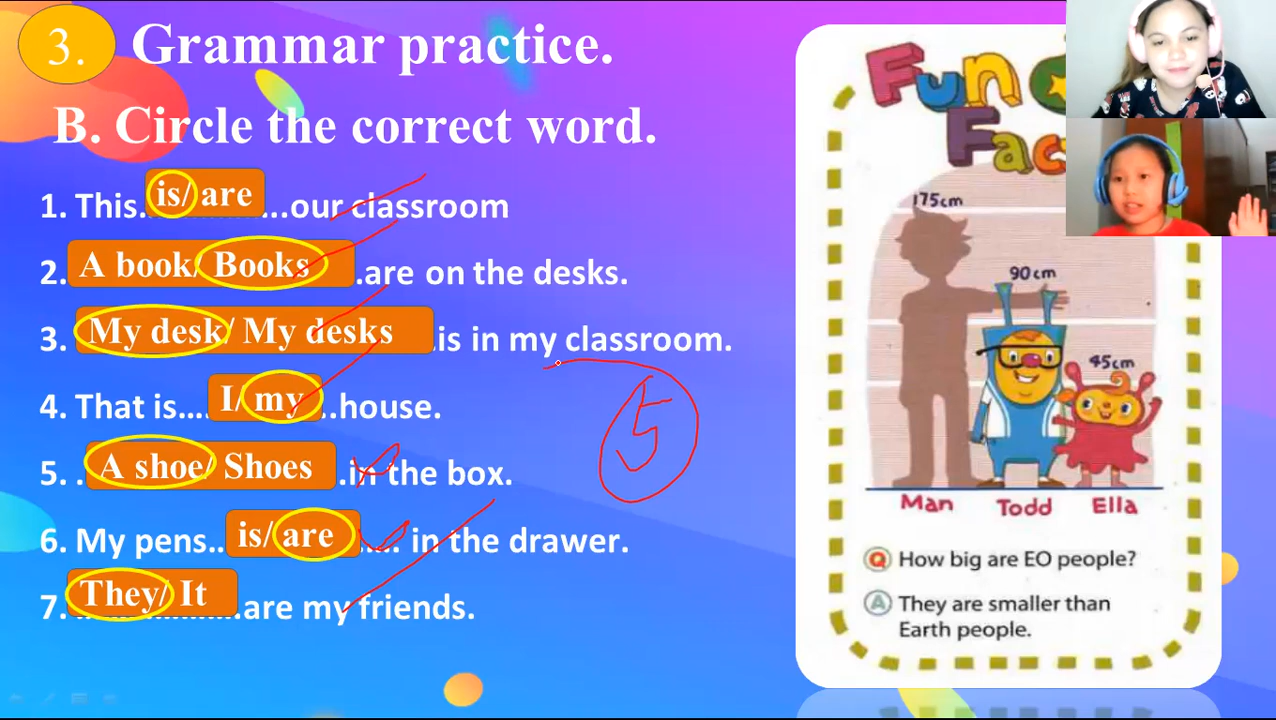 3. Grammar practice.
B. Circle the correct word.
1. This. is/ are ...our classroom
2. A book/ Books .are on the desks.
3. My desk/ My desks .is in my classroom.
4. That is.... I/ my ..house.
5. . A shoe/ Shoes .in the box.
6. My pens.. is/ are .... in the drawer.
7. They/ It ................are my friends.
5
Fun
Fac
175cm
90cm
45cm
Man Todd Ella
Q How big are EO people?
A They are smaller than
Earth people.